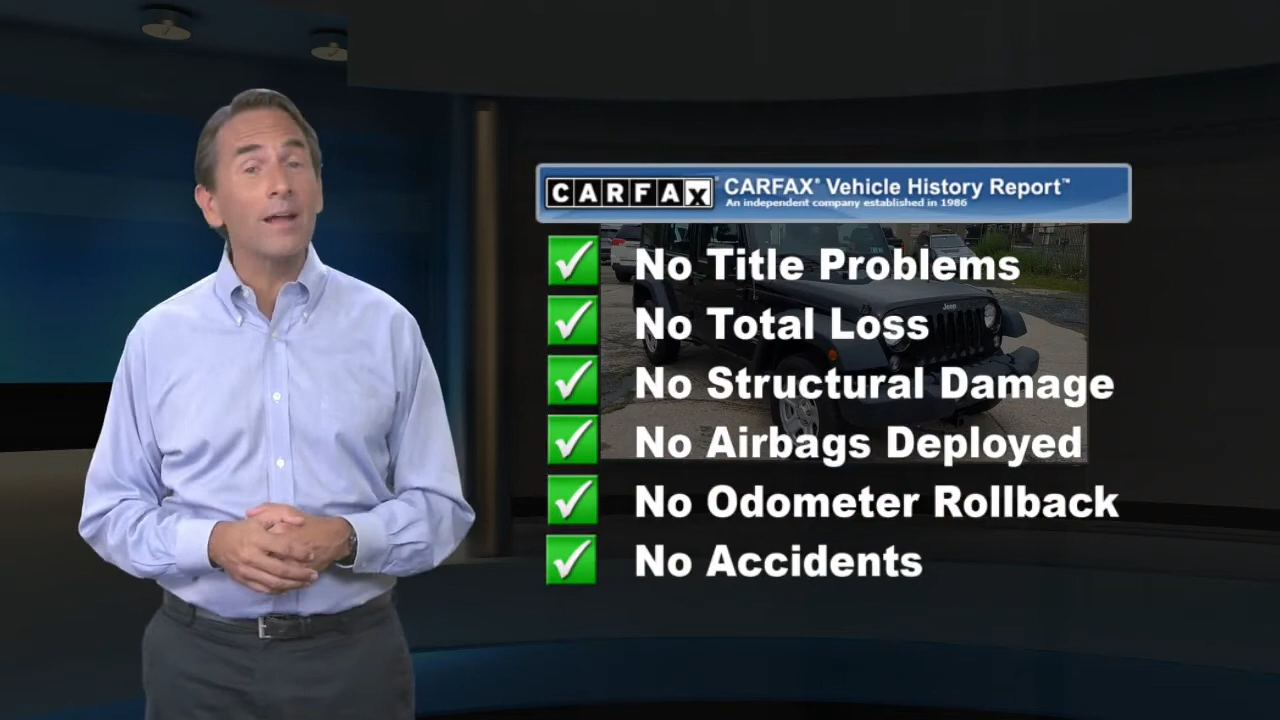 CARFAX
CARFAX® Vehicle History Report™
An independent company established in 1986
No Title Problems
No Total Loss
Jeep
No Structural Damage
No Airbags Deployed
No Odometer Rollback
No Accidents